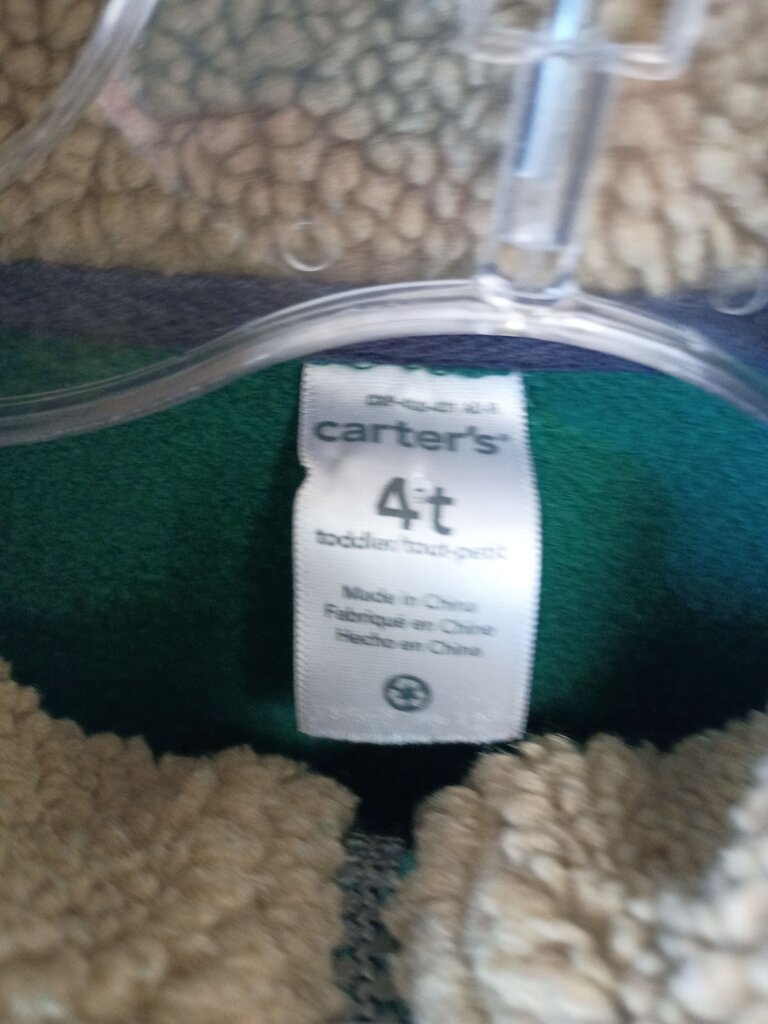 carter's
4t
toddler/tout-petit
Made in China
Fabriqué en Chine
Hecho en China